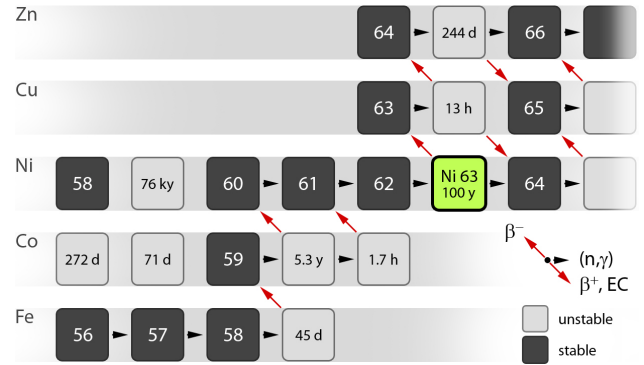 Zn
64
244 d
66
Cu
63
13 h
65
Ni
58
76 ky
60
61
62
Ni 63
100 y
64
Co
272 d
71 d
59
5.3 y
1.7 h
β⁻
(n,γ)
β⁺, EC
Fe
56
57
58
45 d
unstable
stable